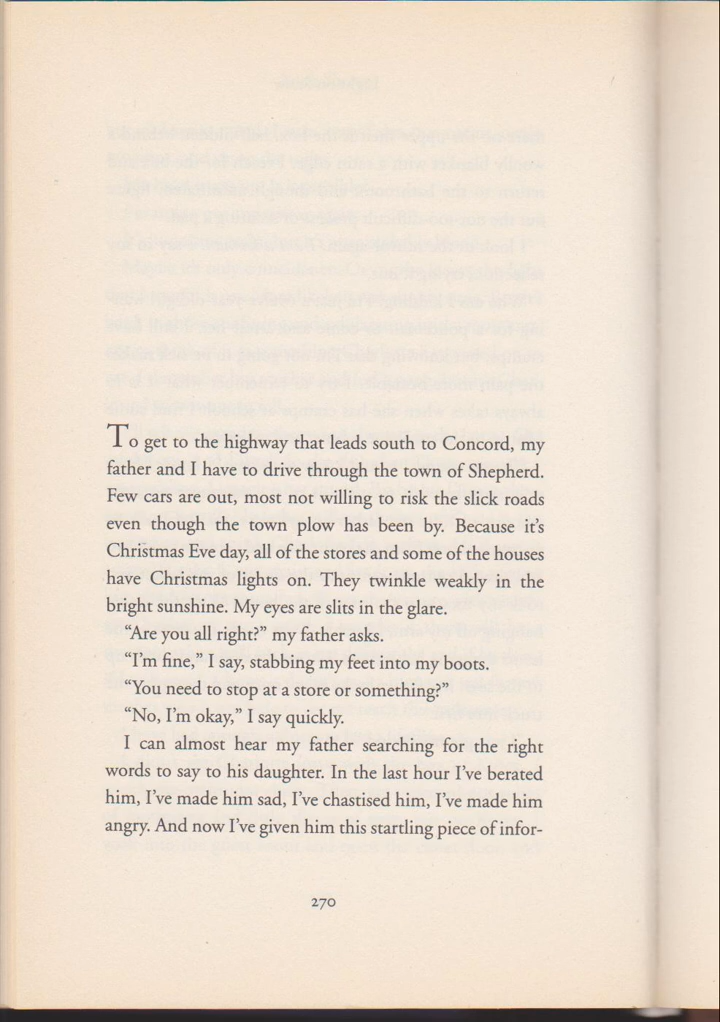 To get to the highway that leads south to Concord, my
father and I have to drive through the town of Shepherd.
Few cars are out, most not willing to risk the slick roads
even though the town plow has been by. Because it's
Christmas Eve day, all of the stores and some of the houses
have Christmas lights on. They twinkle weakly in the
bright sunshine. My eyes are slits in the glare.
“Are you all right?” my father asks.
“I'm fine,” I say, stabbing my feet into my boots.
“You need to stop at a store or something?”
“No, I'm okay,” I say quickly.
I can almost hear my father searching for the right
words to say to his daughter. In the last hour I've berated
him, I've made him sad, I've chastised him, I've made him
angry. And now I've given him this startling piece of infor-
270